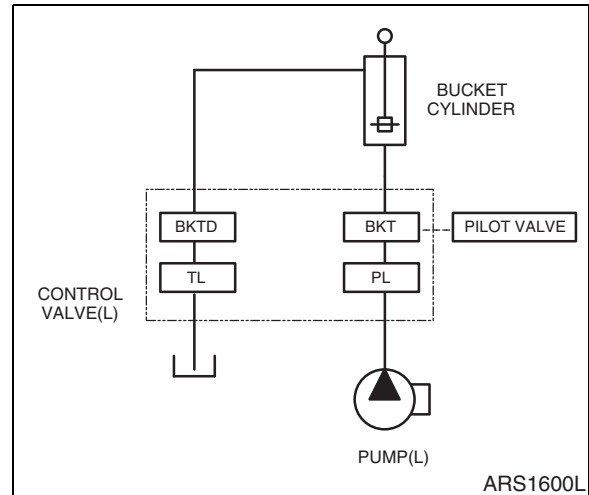 BUCKET
CYLINDER
BKTD
BKT
PILOT VALVE
TL
PL
CONTROL
VALVE(L)
PUMP(L)
ARS1600L